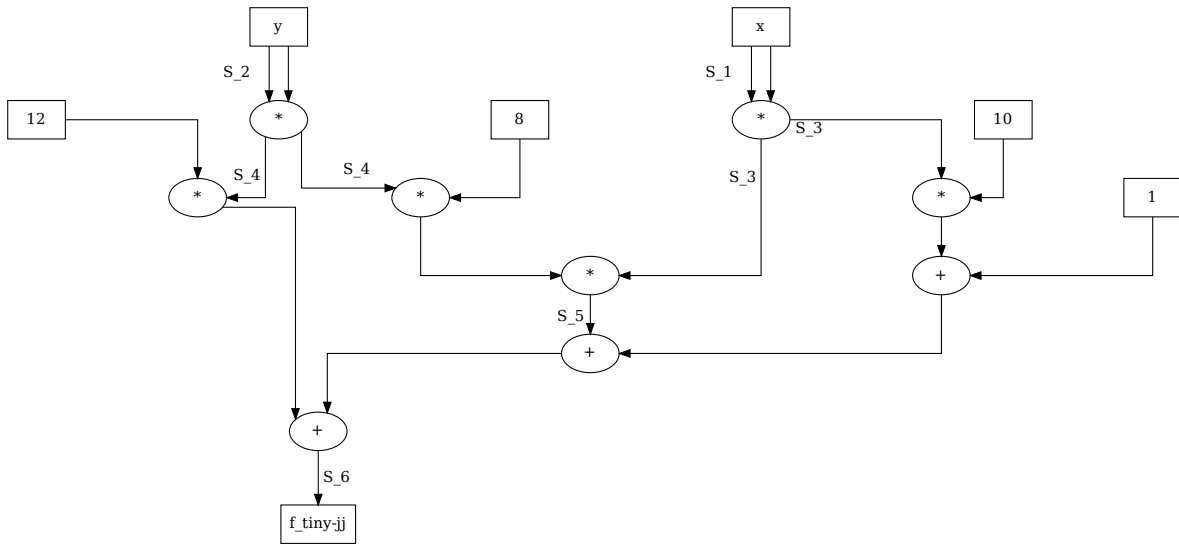 y
x
S_2
S_1
12
*
8
*
10
S_3
S_4
S_4
S_3
*
*
*
1
*
+
S_5
+
+
S_6
f_tiny-jj